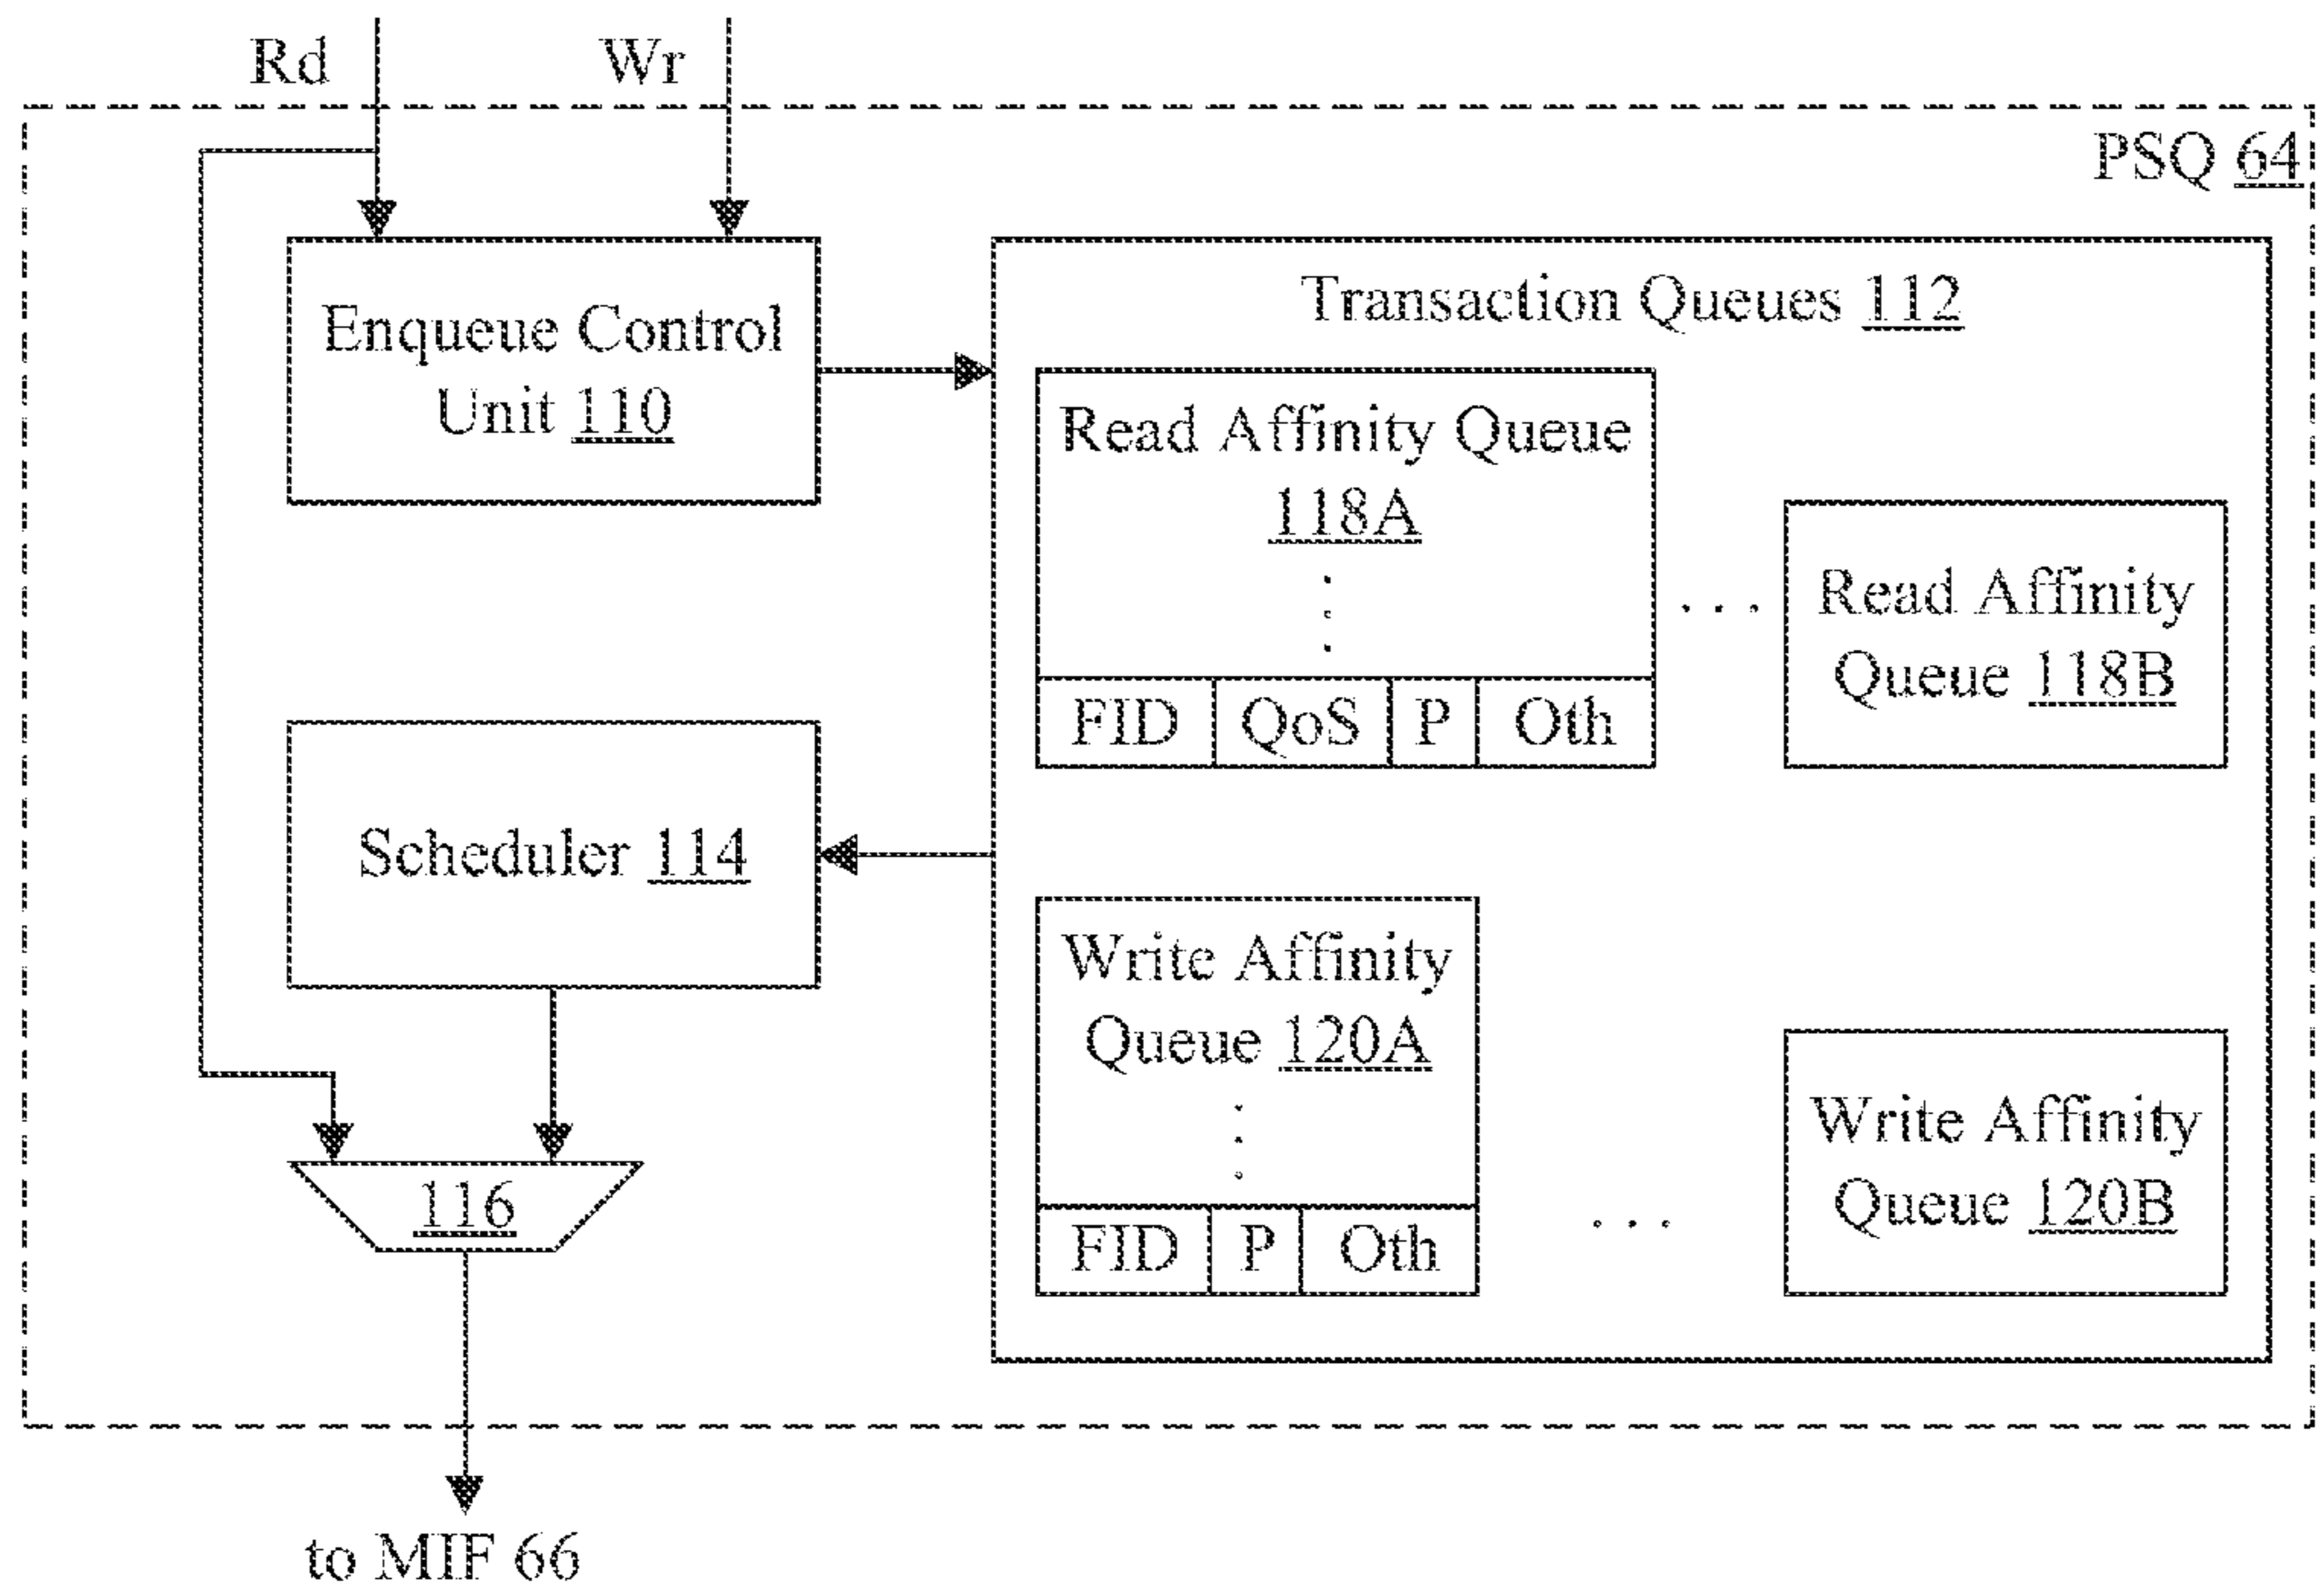 Rd
Wr
PSQ 64
Enqueue Control
Unit 110
Transaction Queues 112
Read Affinity Queue
118A
FID QoS P Oth
. . .
Read Affinity
Queue 118B
Scheduler 114
Write Affinity
Queue 120A
FID P Oth
. . .
Write Affinity
Queue 120B
116
to MIF 66